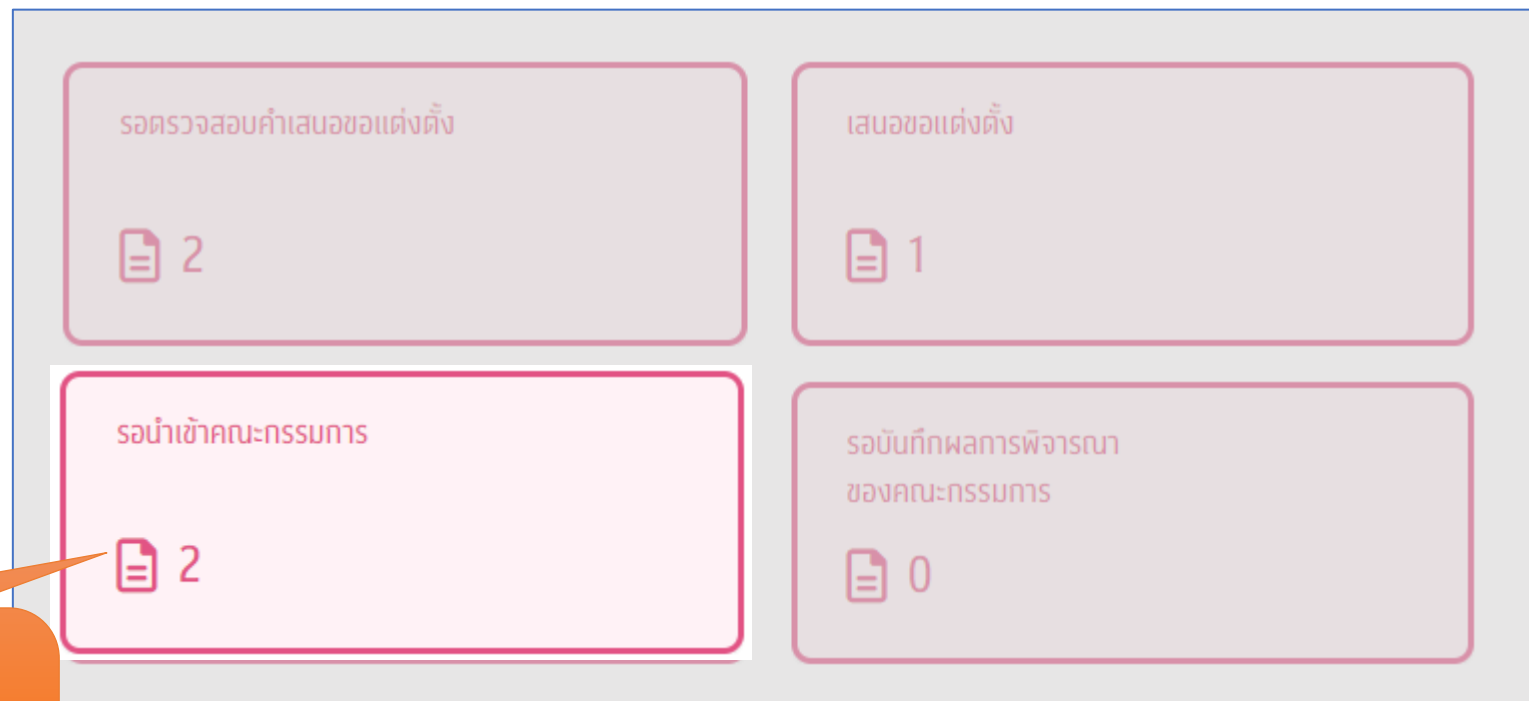 รอตรวจสอบคำเสนอขอแต่งตั้ง
2
เสนอขอแต่งตั้ง
1
รอนำเข้าคณะกรรมการ
2
รอบันทึกผลการพิจารณา
ของคณะกรรมการ
0